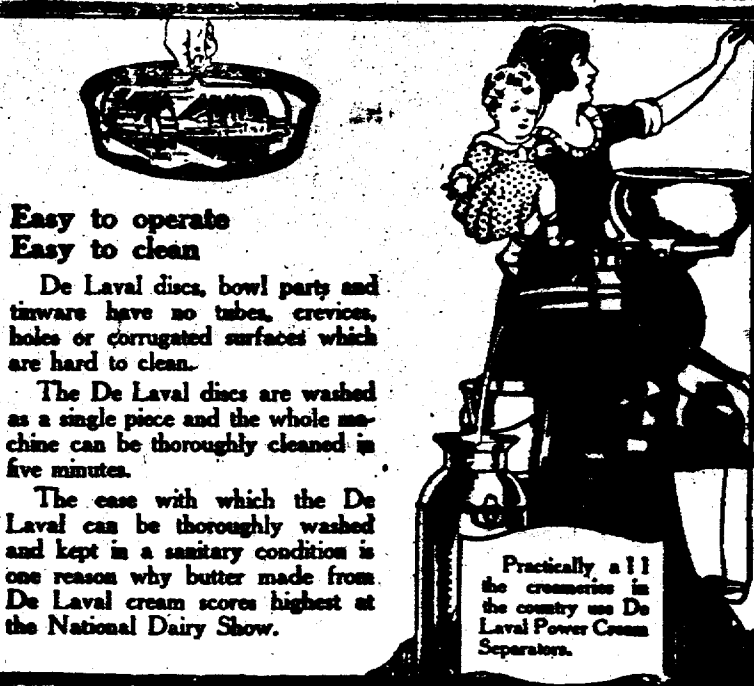 Easy to operate
Easy to clean
De Laval discs, bowl parts and
tinware have no tubes, crevices,
holes or corrugated surfaces which
are hard to clean.
The De Laval discs are washed
as a single piece and the whole ma-
chine can be thoroughly cleaned in
five minutes.
The ease with which the De
Laval can be thoroughly washed
and kept in a sanitary condition is
one reason why butter made from
De Laval cream scores highest at
the National Dairy Show.
Practically all
the creameries in
the country use De
Laval Power Cream
Separators.